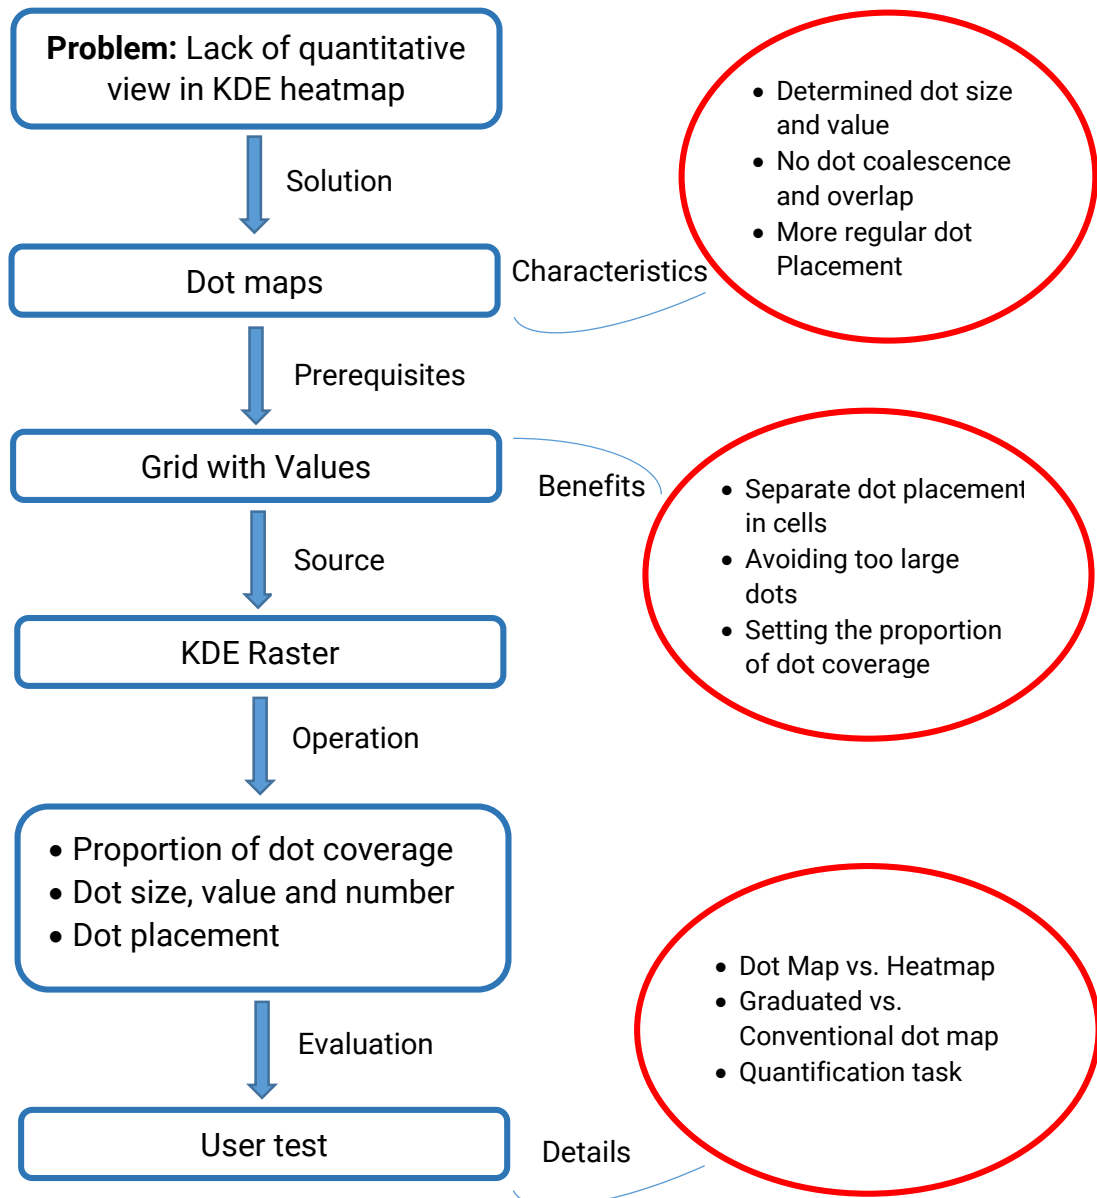 Problem: Lack of quantitative
view in KDE heatmap
Solution
Dot maps
Characteristics
• Determined dot size
and value
• No dot coalescence
and overlap
• More regular dot
Placement
Prerequisites
Grid with Values
Benefits
• Separate dot placement
in cells
• Avoiding too large
dots
• Setting the proportion
of dot coverage
Source
KDE Raster
Operation
• Proportion of dot coverage
• Dot size, value and number
• Dot placement
Evaluation
User test
Details
• Dot Map vs. Heatmap
• Graduated vs.
Conventional dot map
• Quantification task